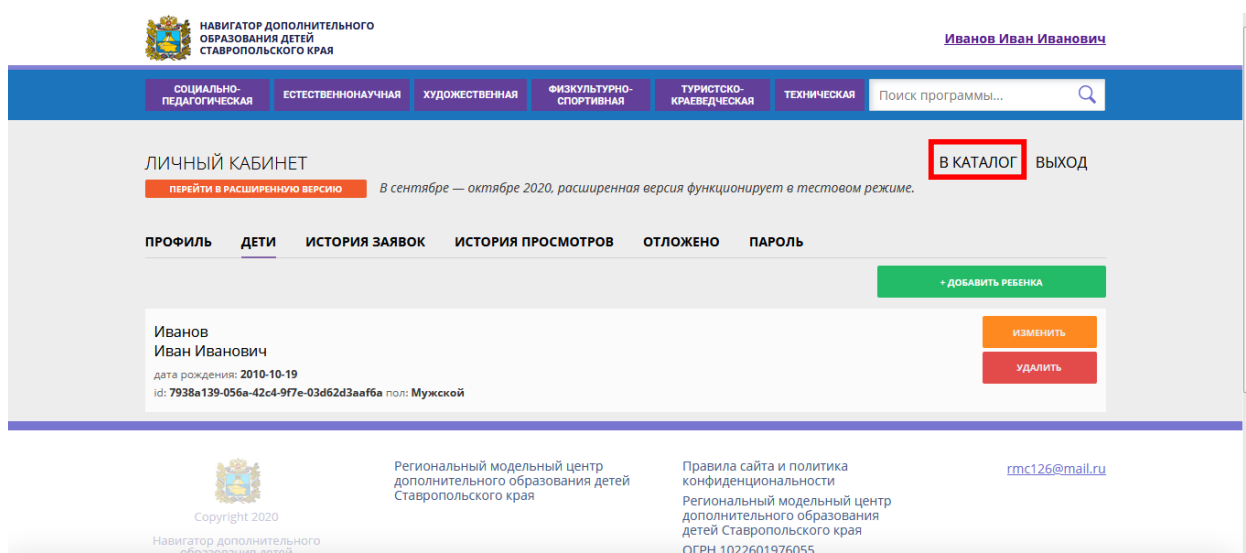 НАВИГАТОР ДОПОЛНИТЕЛЬНОГО
ОБРАЗОВАНИЯ ДЕТЕЙ
СТАВРОПОЛЬСКОГО КРАЯ
Иванов Иван Иванович
СОЦИАЛЬНО-
ПЕДАГОГИЧЕСКАЯ
ЕСТЕСТВЕННОНАУЧНАЯ
ХУДОЖЕСТВЕННАЯ
ФИЗКУЛЬТУРНО-
СПОРТИВНАЯ
ТУРИСТСКО-
КРАЕВЕДЧЕСКАЯ
ТЕХНИЧЕСКАЯ
Поиск программы...
ЛИЧНЫЙ КАБИНЕТ
В КАТАЛОГ ВЫХОД
ПЕРЕЙТИ В РАСШИРЕННУЮ ВЕРСИЮ
В сентябре — октябре 2020, расширенная версия функционирует в тестовом режиме.
ПРОФИЛЬ ДЕТИ ИСТОРИЯ ЗАЯВОК ИСТОРИЯ ПРОСМОТРОВ ОТЛОЖЕНО ПАРОЛЬ
+ ДОБАВИТЬ РЕБЕНКА
Иванов
Иван Иванович
дата рождения: 2010-10-19
id: 7938a139-056a-42c4-9f7e-03d62d3aaf6a пол: Мужской
ИЗМЕНИТЬ
УДАЛИТЬ
Copyright 2020
Навигатор дополнительного
образования детей
Региональный модельный центр
дополнительного образования детей
Ставропольского края
Правила сайта и политика
конфиденциональности
Региональный модельный центр
дополнительного образования
детей Ставропольского края
ОГРН 1022601976055
rmc126@mail.ru